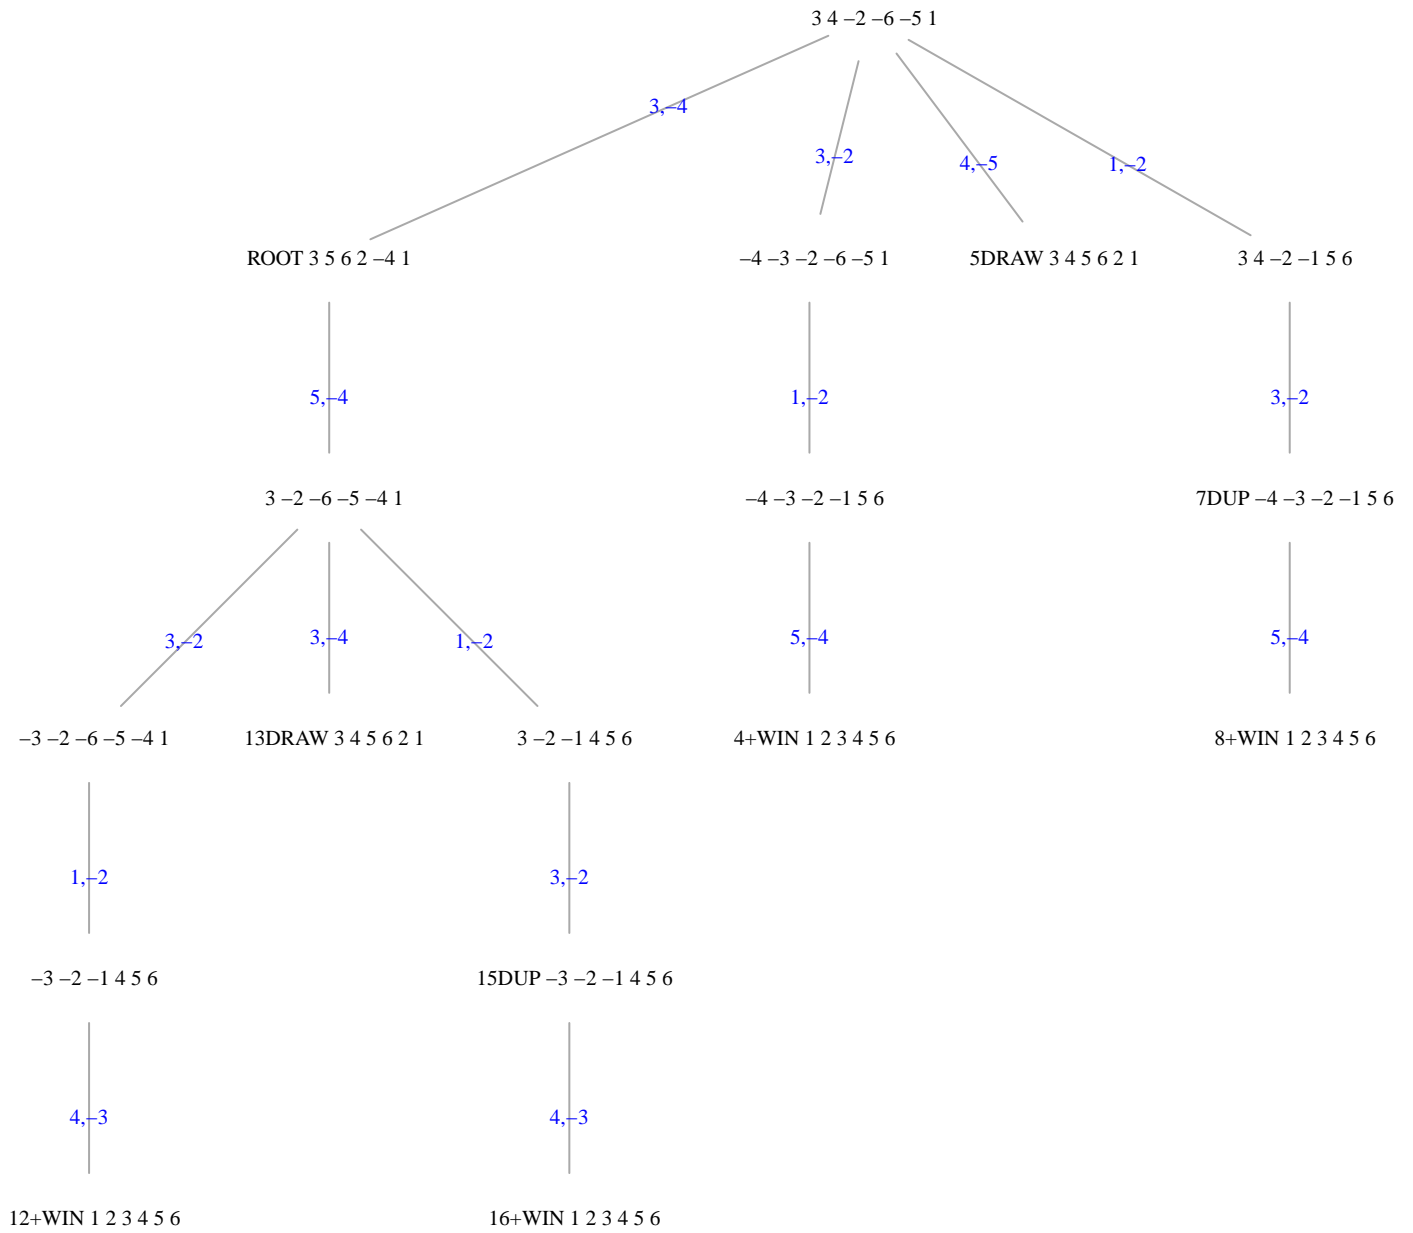 3 4 −2 −6 −5 1
3,−4
3,−2
4,−5
1,−2
ROOT 3 5 6 2 −4 1
−4 −3 −2 −6 −5 1
5DRAW 3 4 5 6 2 1
3 4 −2 −1 5 6
5,−4
1,−2
3,−2
3 −2 −6 −5 −4 1
−4 −3 −2 −1 5 6
7DUP −4 −3 −2 −1 5 6
3,−2
3,−4
1,−2
5,−4
5,−4
−3 −2 −6 −5 −4 1
13DRAW 3 4 5 6 2 1
3 −2 −1 4 5 6
4+WIN 1 2 3 4 5 6
8+WIN 1 2 3 4 5 6
1,−2
3,−2
−3 −2 −1 4 5 6
15DUP −3 −2 −1 4 5 6
4,−3
4,−3
12+WIN 1 2 3 4 5 6
16+WIN 1 2 3 4 5 6